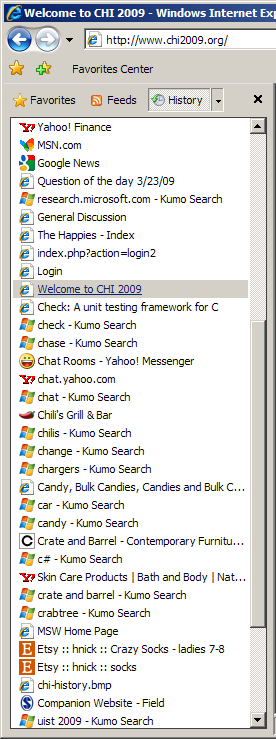 Welcome to CHI 2009 - Windows Internet Exp
http://www.chi2009.org/
Favorites Center
Favorites Feeds History
Yahoo! Finance
MSN.com
Google News
Question of the day 3/23/09
research.microsoft.com - Kumo Search
General Discussion
The Happies - Index
index.php?action=login2
Login
Welcome to CHI 2009
Check: A unit testing framework for C
check - Kumo Search
chase - Kumo Search
Chat Rooms - Yahoo! Messenger
chat.yahoo.com
chat - Kumo Search
Chili's Grill & Bar
chilis - Kumo Search
change - Kumo Search
chargers - Kumo Search
Candy, Bulk Candies, Candies and Bulk C...
car - Kumo Search
candy - Kumo Search
Crate and Barrel - Contemporary Furnitu...
c# - Kumo Search
Skin Care Products | Bath and Body | Nat...
crate and barrel - Kumo Search
crabtree - Kumo Search
MSW Home Page
Etsy :: hnick :: Crazy Socks - ladies 7-8
Etsy :: hnick :: socks
chi-history.bmp
Companion Website - Field
uist 2009 - Kumo Search